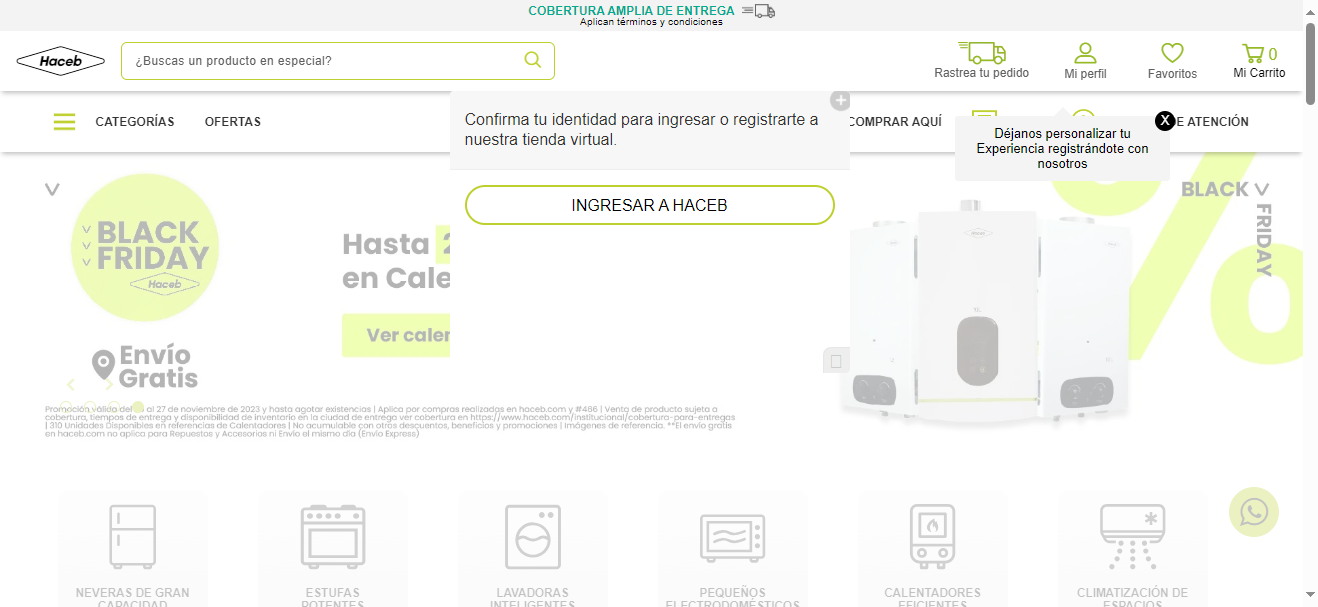 COBERTURA AMPLIA DE ENTREGA
Aplican términos y condiciones
Haceb
¿Buscas un producto en especial?
Rastrea tu pedido
Mi perfil
Favoritos
0
Mi Carrito
CATEGORÍAS
OFERTAS
COMPRAR AQUÍ
E ATENCIÓN
Confirma tu identidad para ingresar o registrarte a
nuestra tienda virtual.
INGRESAR A HACEB
X
Déjanos personalizar tu
Experiencia registrándote con
nosotros
BLACK
FRIDAY
Haceb
Envío
Gratis
Hasta 2
en Cale
Ver caler
%
BLACK
FRIDAY
Promoción válida del al 27 de noviembre de 2023 y hasta agotar existencias | Aplica por compras realizadas en haceb.com y #466 | Venta de producto sujeta a
cobertura, tiempos de entrega y disponibilidad de inventario en la ciudad de entrega ver cobertura en https://www.haceb.com/institucional/cobertura-para-entregas
| 310 Unidades Disponibles en referencias de Calentadores | No acumulable con otros descuentos, beneficios y promociones | Imágenes de referencia. **El envío gratis
en haceb.com no aplica para Repuestos y Accesorios ni Envío el mismo día (Envío Express)
NEVERAS DE GRAN
CAPACIDAD
ESTUFAS
POTENTES
LAVADORAS
INTELIGENTES
PEQUEÑOS
ELECTRODOMÉSTICOS
CALENTADORES
EFICIENTES
CLIMATIZACIÓN DE
ESPACIOS